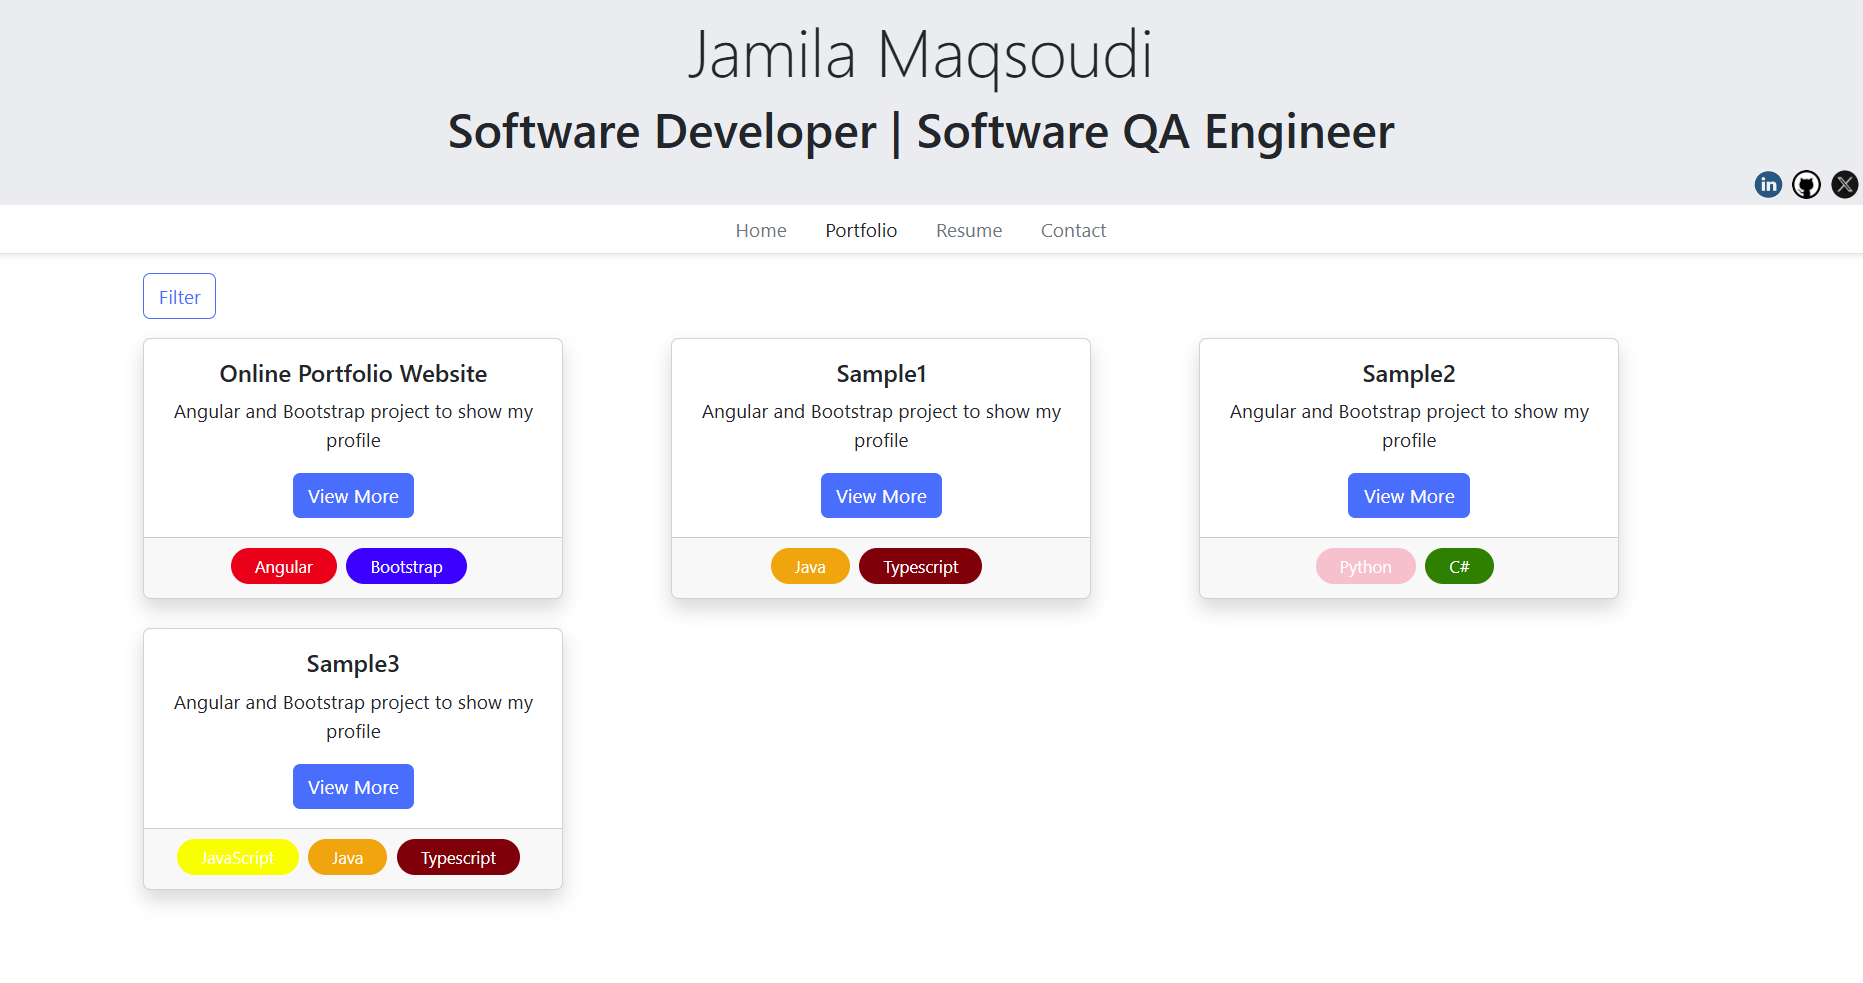 Jamila Maqsoudi
Software Developer | Software QA Engineer
in
X
Home Portfolio Resume Contact
Filter
Online Portfolio Website
Angular and Bootstrap project to show my
profile
View More
Angular Bootstrap
Sample1
Angular and Bootstrap project to show my
profile
View More
Java Typescript
Sample2
Angular and Bootstrap project to show my
profile
View More
Python C#
Sample3
Angular and Bootstrap project to show my
profile
View More
JavaScript Java Typescript